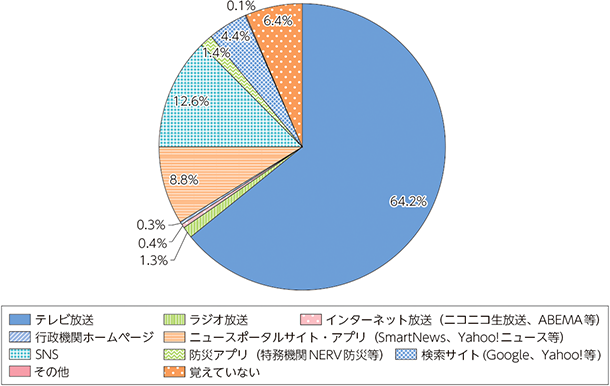 0.1%
6.4%
4.4%
1.4%
12.6%
8.8%
64.2%
0.3%
0.4%
1.3%
テレビ放送 ラジオ放送 インターネット放送（ニコニコ生放送、ABEMA等）
行政機関ホームページ ニュースポータルサイト・アプリ（SmartNews、Yahoo!ニュース等）
SNS 防災アプリ（特務機関NERV防災等） 検索サイト（Google、Yahoo!等）
その他 覚えていない